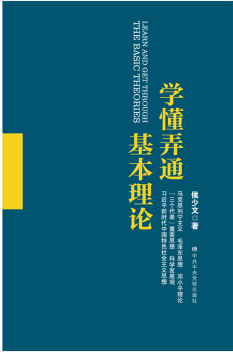 学懂弄通
基本理论
LEARN AND GET THROUGH
THE BASIC THEORIES
侯少文 著
马克思列宁主义 毛泽东思想 邓小平理论
“三个代表”重要思想 科学发展观
习近平新时代中国特色社会主义思想
中共中央党校出版社